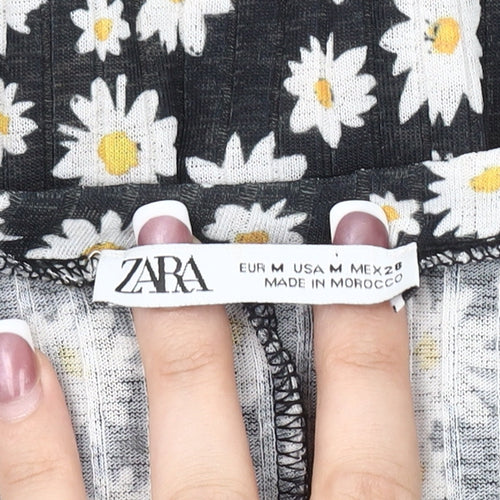 ZARA
EUR M USA M MEX 28
MADE IN MOROCCO